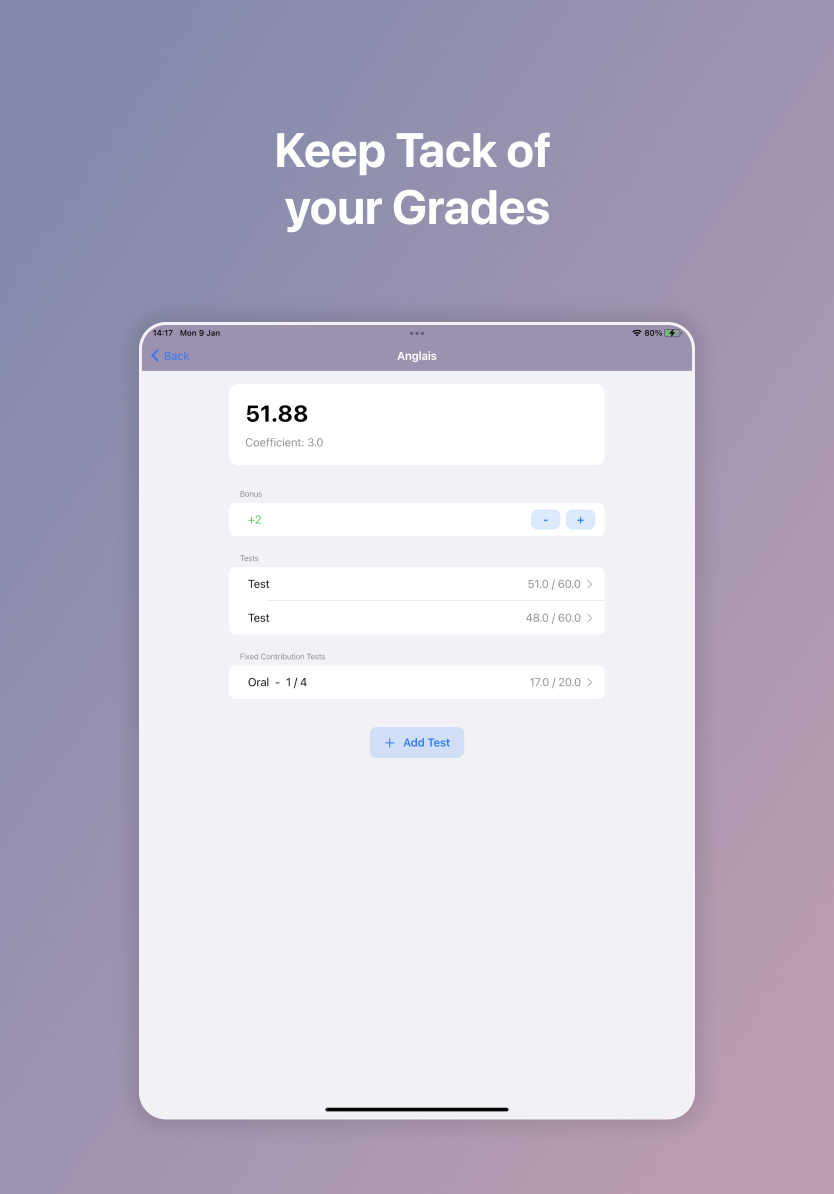 Keep Tack of
your Grades
14:17 Mon 9 Jan
80%
Back
Anglais
51.88
Coefficient: 3.0
Bonus
+2
-
+
Tests
Test 51.0 / 60.0
Test 48.0 / 60.0
Fixed Contribution Tests
Oral - 1 / 4 17.0 / 20.0
+ Add Test